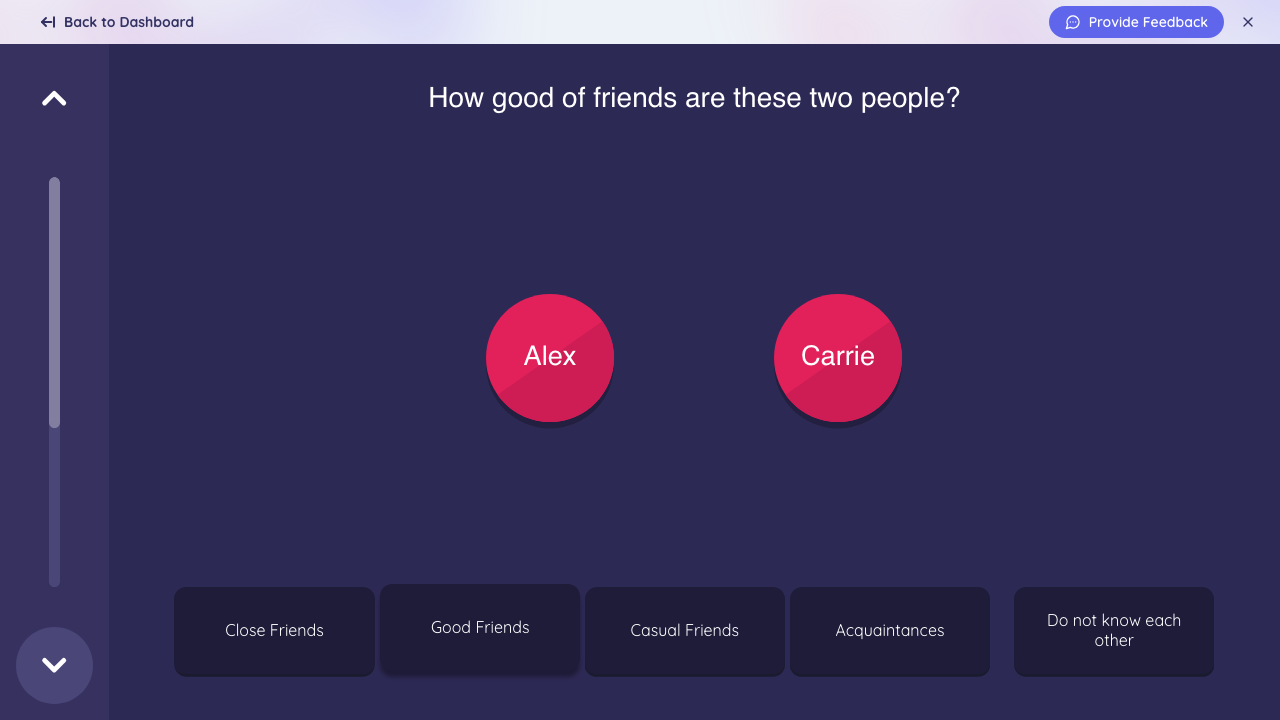 Back to Dashboard
Provide Feedback
How good of friends are these two people?
Alex
Carrie
Close Friends
Good Friends
Casual Friends
Acquaintances
Do not know each
other